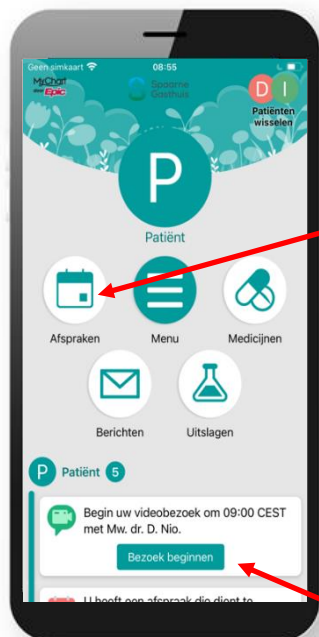 Geen simkaart 08:55
MyChart
door Epic
Spaarne
Gasthuis
D I
Patiënten
wisselen
P
Patiënt
Afspraken Menu Medicijnen
Berichten Uitslagen
P Patiënt 5
Begin uw videobezoek om 09:00 CEST
met Mw. dr. D. Nio.
Bezoek beginnen
U heeft een afspraak die dient te